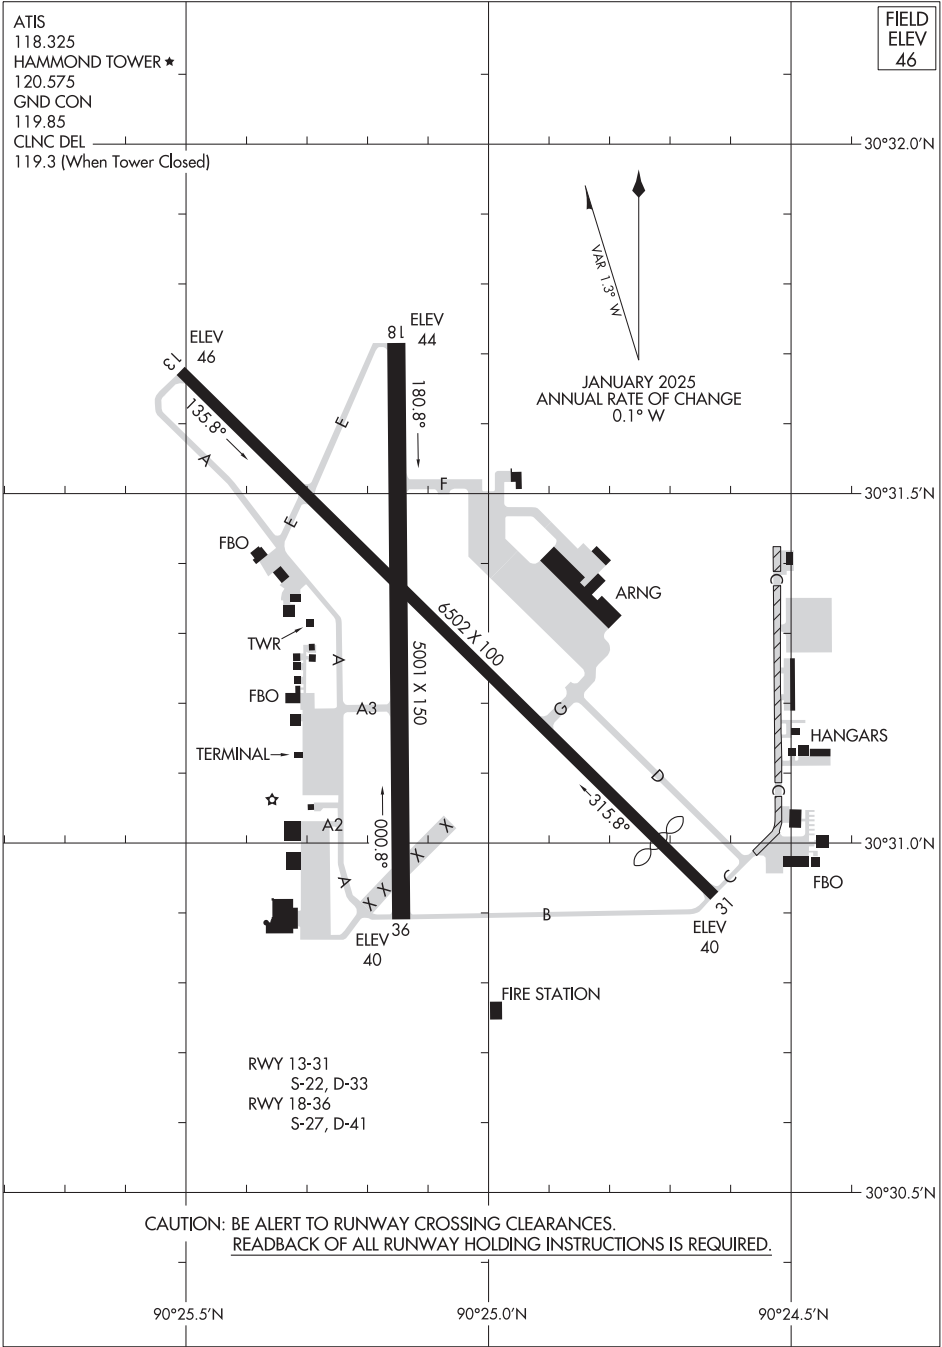 ATIS
118.325
HAMMOND TOWER ★
120.575
GND CON
119.85
CLNC DEL
119.3 (When Tower Closed)
FIELD
ELEV
46
30°32.0'N
VAR 1.3° W
JANUARY 2025
ANNUAL RATE OF CHANGE
0.1° W
ELEV
46
13
18
ELEV
44
135.8°
180.8°
A
E
E
F
30°31.5'N
FBO
ARNG
C
TWR
A
6502 X 100
5001 X 150
FBO
A3
G
HANGARS
TERMINAL
D
C
A2
000.8°
315.8°
X
X
X
X
30°31.0'N
A
C
FBO
B
31
36
ELEV
40
ELEV
40
FIRE STATION
RWY 13-31
S-22, D-33
RWY 18-36
S-27, D-41
30°30.5'N
CAUTION: BE ALERT TO RUNWAY CROSSING CLEARANCES.
READBACK OF ALL RUNWAY HOLDING INSTRUCTIONS IS REQUIRED.
90°25.5'N
90°25.0'N
90°24.5'N